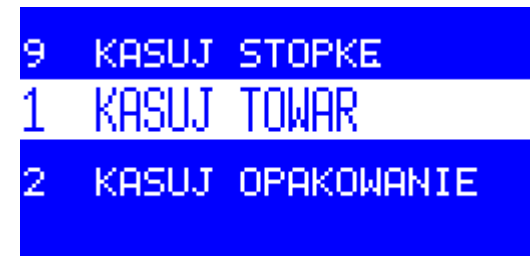 9 KASUJ STOPKE
1 KASUJ TOWAR
2 KASUJ OPAKOWANIE